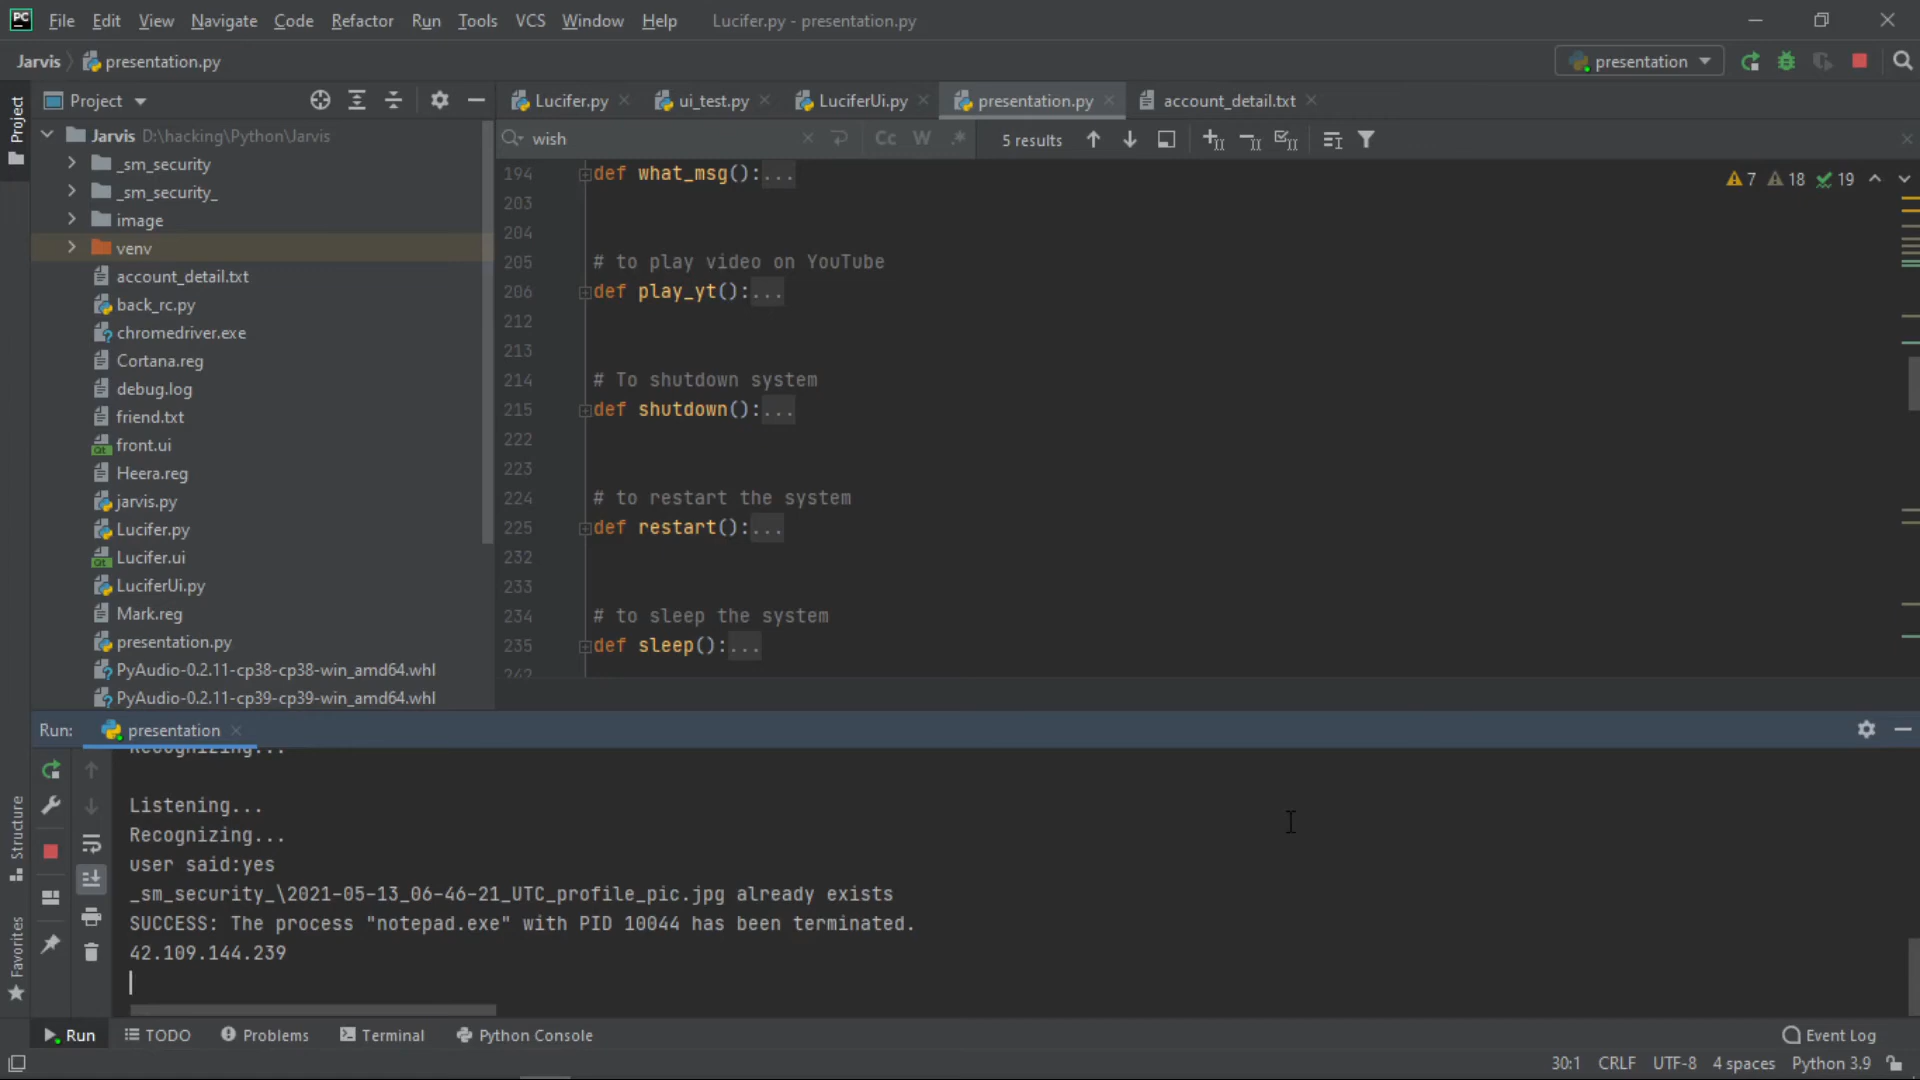 PC File Edit View Navigate Code Refactor Run Tools VCS Window Help Lucifer.py - presentation.py
Jarvis presentation.py presentation
Project
Project
Lucifer.py ui_test.py LuciferUi.py presentation.py account_detail.txt
wish Cc W .* 5 results
7 18 19
Jarvis D:\hacking\Python\Jarvis
_sm_security
_sm_security_
image
venv
account_detail.txt
back_rc.py
chromedriver.exe
Cortana.reg
debug.log
friend.txt
front.ui
Heera.reg
jarvis.py
Lucifer.py
Lucifer.ui
LuciferUi.py
Mark.reg
presentation.py
PyAudio-0.2.11-cp38-cp38-win_amd64.whl
PyAudio-0.2.11-cp39-cp39-win_amd64.whl
194 def what_msg():...
203
204
205 # to play video on YouTube
206 def play_yt():...
212
213
214 # To shutdown system
215 def shutdown():...
222
223
224 # to restart the system
225 def restart():...
232
233
234 # to sleep the system
235 def sleep():...
242
Run: presentation
Recognizing...
Listening...
Recognizing...
user said:yes
_sm_security_\2021-05-13_06-46-21_UTC_profile_pic.jpg already exists
SUCCESS: The process "notepad.exe" with PID 10044 has been terminated.
42.109.144.239
Structure
Favorites
Run TODO Problems Terminal Python Console Event Log
30:1 CRLF UTF-8 4 spaces Python 3.9